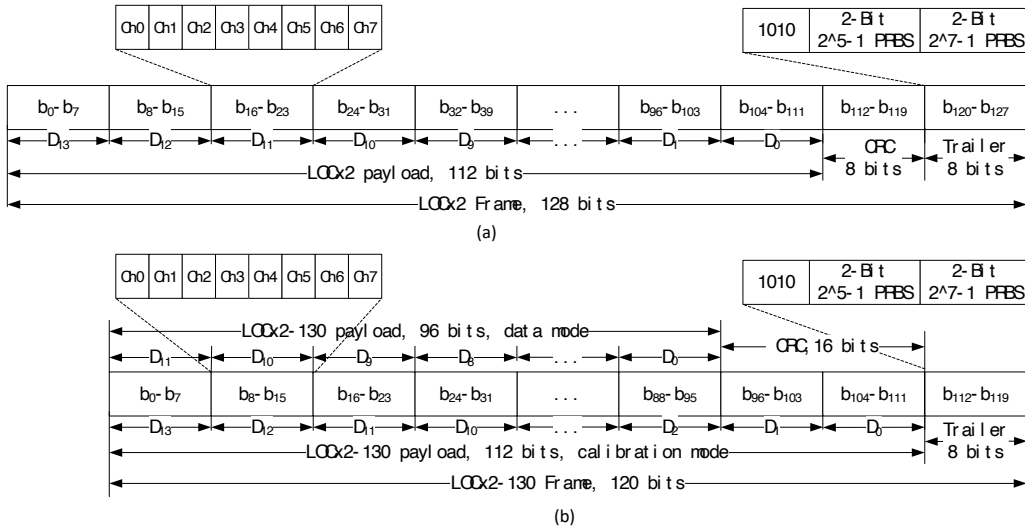 Ch0 Ch1 Ch2 Ch3 Ch4 Ch5 Ch6 Ch7
1010 2-Bit 2^5-1 PRBS 2-Bit 2^7-1 PRBS
b0-b7 b8-b15 b16-b23 b24-b31 b32-b39 ... b96-b103 b104-b111 b112-b119 b120-b127
D13 D12 D11 D10 D9 ... D1 D0 CRC 8 bits Trailer 8 bits
LOCx2 payload, 112 bits
LOCx2 Frame, 128 bits
(a)
Ch0 Ch1 Ch2 Ch3 Ch4 Ch5 Ch6 Ch7
1010 2-Bit 2^5-1 PRBS 2-Bit 2^7-1 PRBS
LOCx2-130 payload, 96 bits, data mode
D11 D10 D9 D8 ... D0 CRC, 16 bits
b0-b7 b8-b15 b16-b23 b24-b31 ... b88-b95 b96-b103 b104-b111 b112-b119
D13 D12 D11 D10 ... D2 D1 D0 Trailer 8 bits
LOCx2-130 payload, 112 bits, calibration mode
LOCx2-130 Frame, 120 bits
(b)